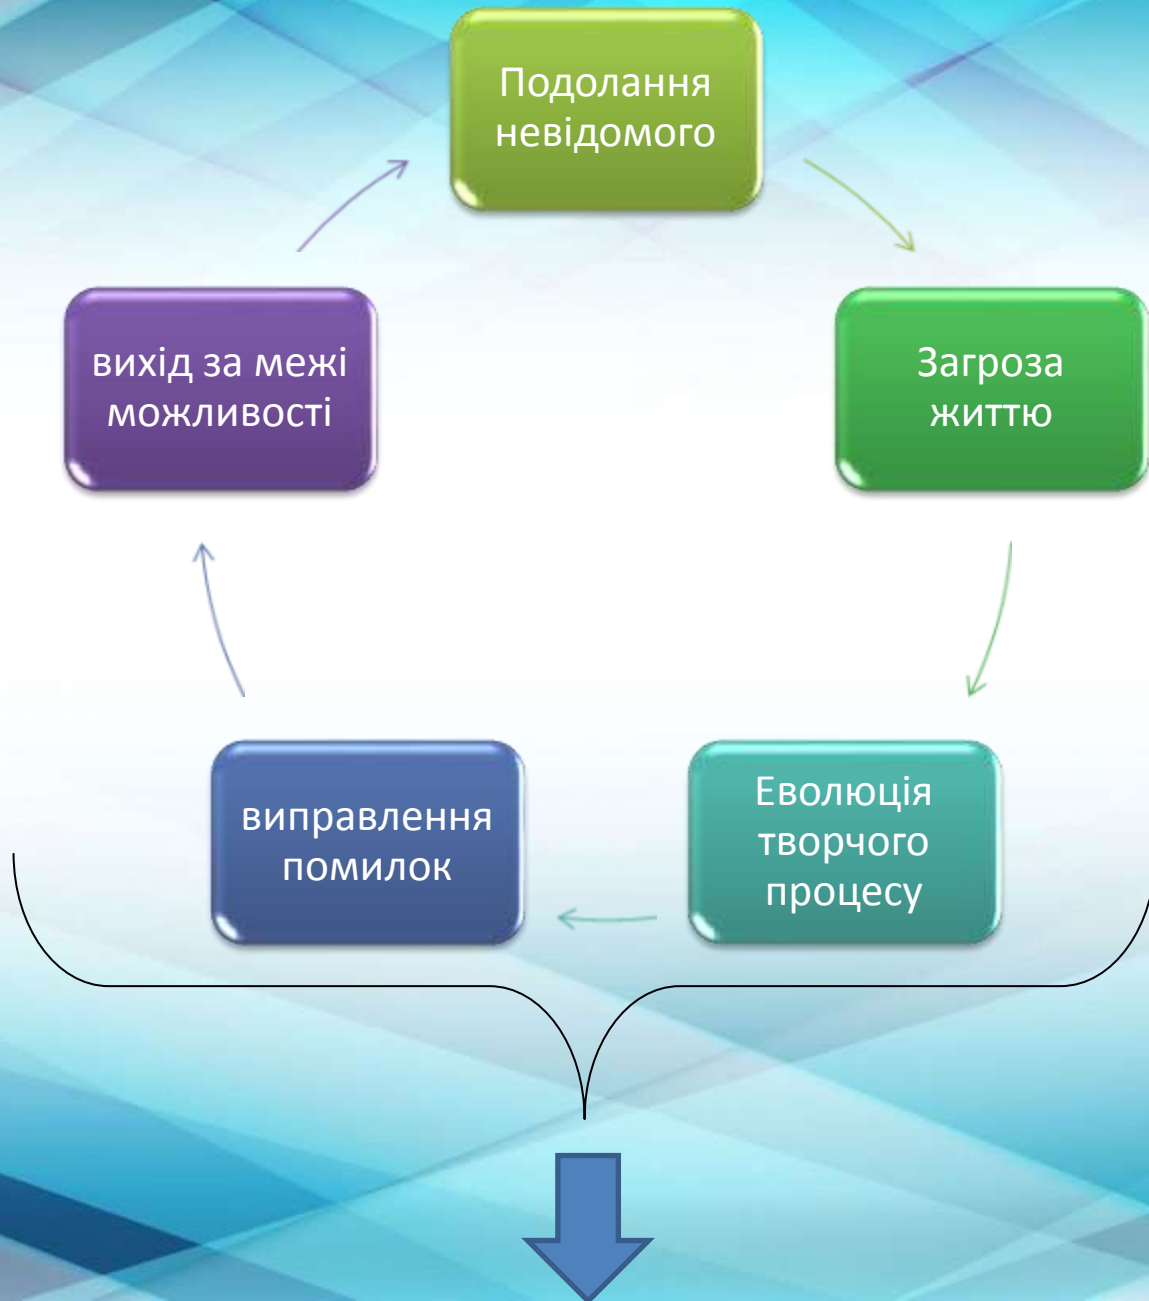 Подолання
невідомого
Загроза
життю
Еволюція
творчого
процесу
виправлення
помилок
вихід за межі
можливості